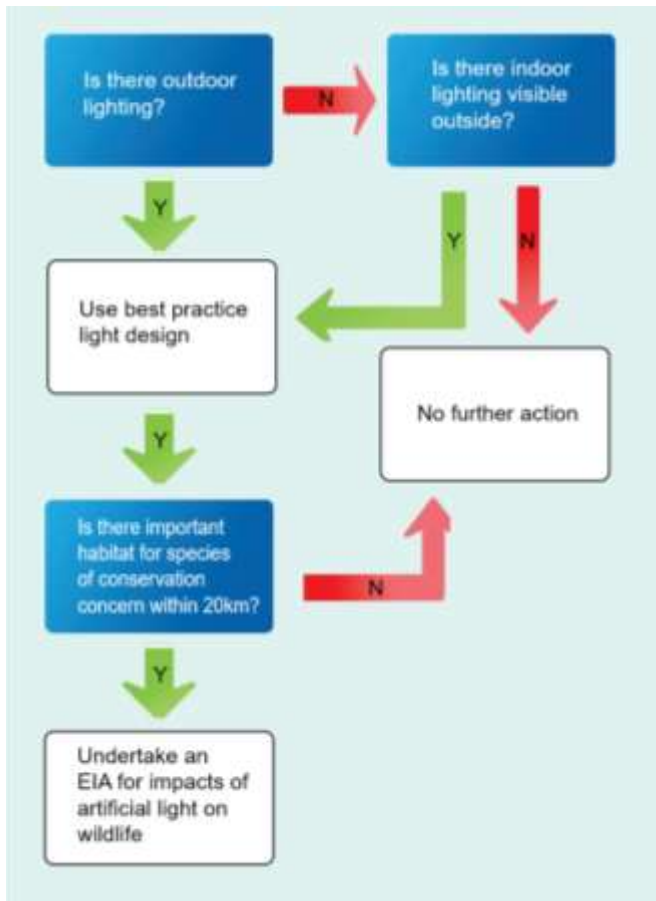 Is there outdoor
lighting?
N
Is there indoor
lighting visible
outside?
Y
Y
N
Use best practice
light design
No further action
Y
Is there important
habitat for species
of conservation
concern within 20km?
N
Y
Undertake an
EIA for impacts of
artificial light on
wildlife